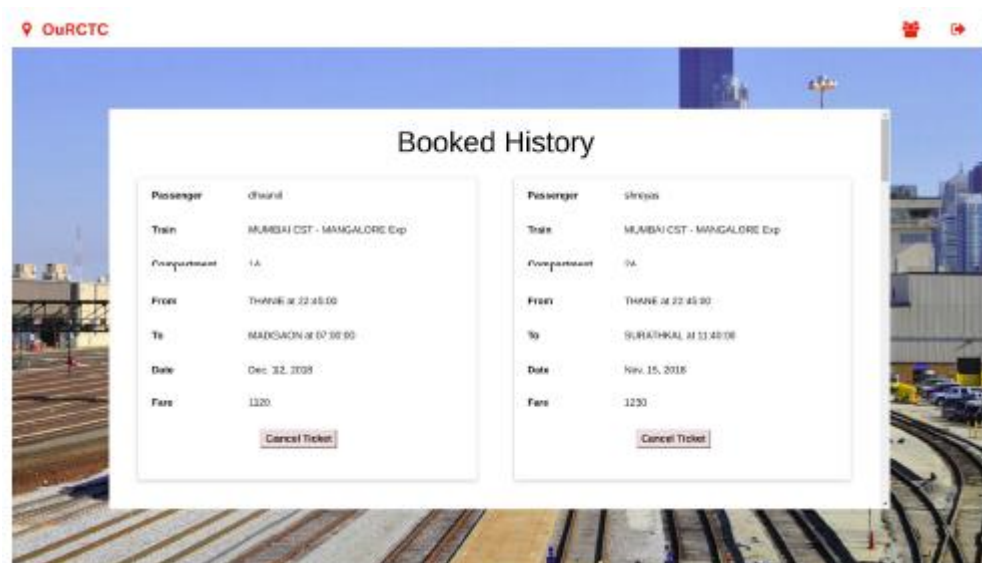 OuRCTC
Booked History
Passenger dhwanil
Train MUMBAI CST - MANGALORE Exp
Compartment 1A
From THANE at 22:45:00
To MADGAON at 07:00:00
Date Dec. 12, 2018
Fare 1120
Cancel Ticket
Passenger shreyas
Train MUMBAI CST - MANGALORE Exp
Compartment
From THANE at 22:45:00
To SURATHKAL at 11:40:00
Date Nov. 15, 2018
Fare 1230
Cancel Ticket